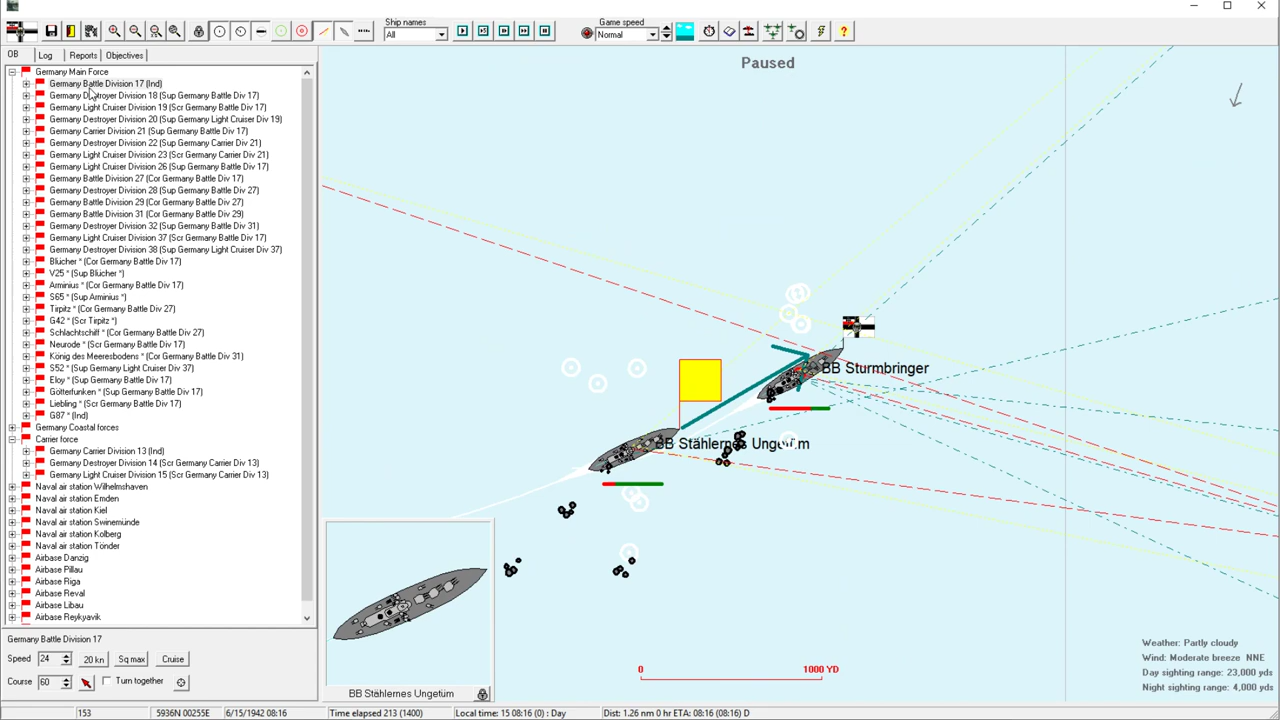 Ship names
All
Game speed
Normal
OB
Log
Reports
Objectives
Germany Main Force
Germany Battle Division 17 (Ind)
Germany Destroyer Division 18 (Sup Germany Battle Div 17)
Germany Light Cruiser Division 19 (Scr Germany Battle Div 17)
Germany Destroyer Division 20 (Sup Germany Light Cruiser Div 19)
Germany Carrier Division 21 (Sup Germany Battle Div 17)
Germany Destroyer Division 22 (Sup Germany Carrier Div 21)
Germany Light Cruiser Division 23 (Scr Germany Carrier Div 21)
Germany Light Cruiser Division 26 (Sup Germany Battle Div 17)
Germany Battle Division 27 (Cor Germany Battle Div 17)
Germany Destroyer Division 28 (Sup Germany Battle Div 27)
Germany Battle Division 29 (Cor Germany Battle Div 27)
Germany Battle Division 31 (Cor Germany Battle Div 29)
Germany Destroyer Division 32 (Sup Germany Battle Div 31)
Germany Light Cruiser Division 37 (Scr Germany Battle Div 17)
Germany Destroyer Division 38 (Sup Germany Light Cruiser Div 37)
Blücher * (Cor Germany Battle Div 17)
V25 * (Sup Blücher *)
Arminius * (Cor Germany Battle Div 17)
S65 * (Sup Arminius *)
Tirpitz * (Cor Germany Battle Div 27)
G42 * (Scr Tirpitz *)
Schlachtschiff * (Cor Germany Battle Div 27)
Neurode * (Scr Germany Battle Div 17)
König des Meeresbodens * (Cor Germany Battle Div 31)
S52 * (Sup Germany Light Cruiser Div 37)
Eloy * (Sup Germany Battle Div 17)
Götterfunken * (Sup Germany Battle Div 17)
Liebling * (Scr Germany Battle Div 17)
G87 * (Ind)
Germany Coastal forces
Carrier force
Germany Carrier Division 13 (Ind)
Germany Destroyer Division 14 (Scr Germany Carrier Div 13)
Germany Light Cruiser Division 15 (Scr Germany Carrier Div 13)
Naval air station Wilhelmshaven
Naval air station Emden
Naval air station Kiel
Naval air station Swinemünde
Naval air station Kolberg
Naval air station Tönder
Airbase Danzig
Airbase Pillau
Airbase Riga
Airbase Reval
Airbase Libau
Airbase Reykyavik
Germany Battle Division 17
Speed 24 20 kn Sq max Cruise
Course 60 Turn together
Paused
BB Sturmbringer
BB Stählernes Ungetüm
BB Stählernes Ungetüm
0 1000 YD
Weather: Partly cloudy
Wind: Moderate breeze NNE
Day sighting range: 23,000 yds
Night sighting range: 4,000 yds
153
5936N 00255E
6/15/1942 08:16
Time elapsed 213 (1400)
Local time: 15 08:16 (0) : Day
Dist: 1.26 nm 0 hr ETA: 08:16 (08:16) D